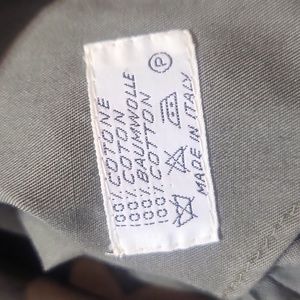 100% COTONE
100% COTON
100% BAUMWOLLE
100% COTTON
P
MADE IN ITALY